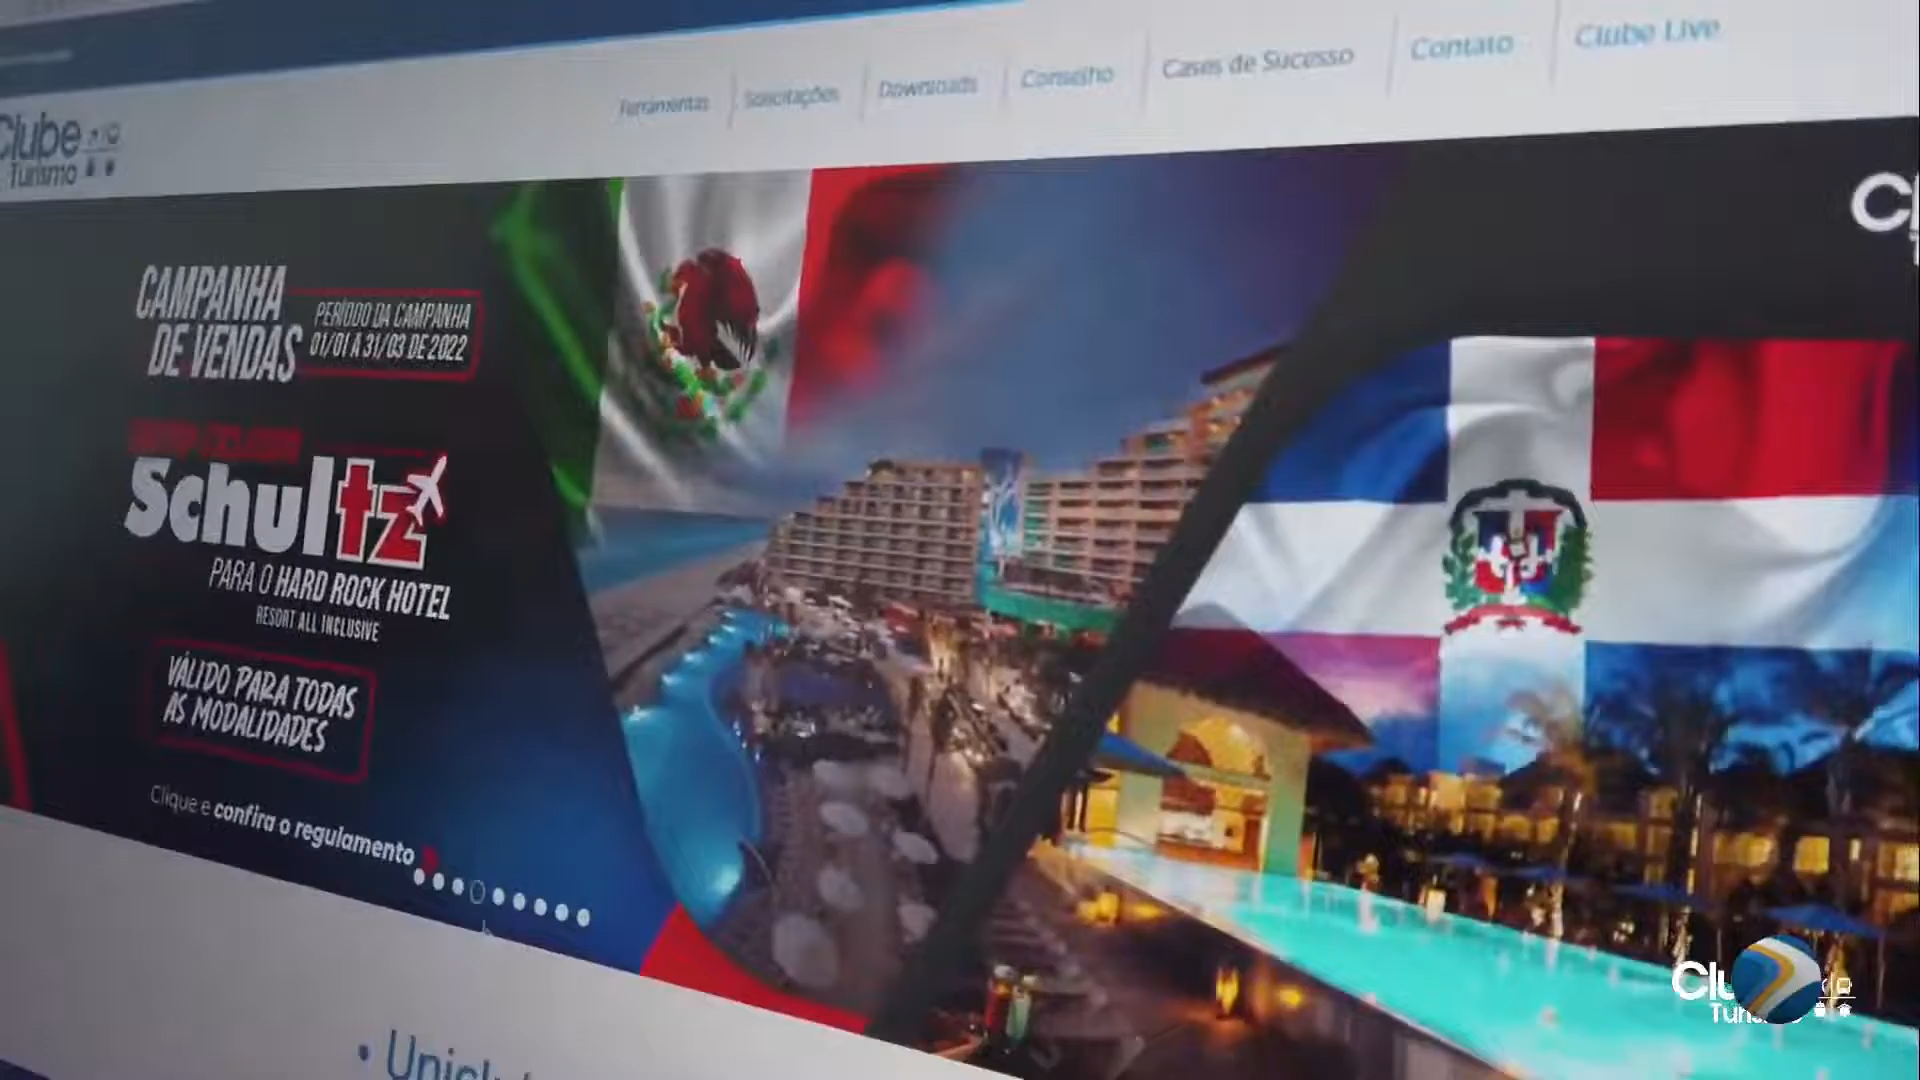 Ferramentas
Solicitações
Downloads
Conselho
Cases de Sucesso
Contato
Clube Live
Clube
Turismo
CAMPANHA
DE VENDAS
PERÍODO DA CAMPANHA
01/01 A 31/03 DE 2022
Schultz
PARA O HARD ROCK HOTEL
RESORT ALL INCLUSIVE
VÁLIDO PARA TODAS
AS MODALIDADES
Clique e confira o regulamento